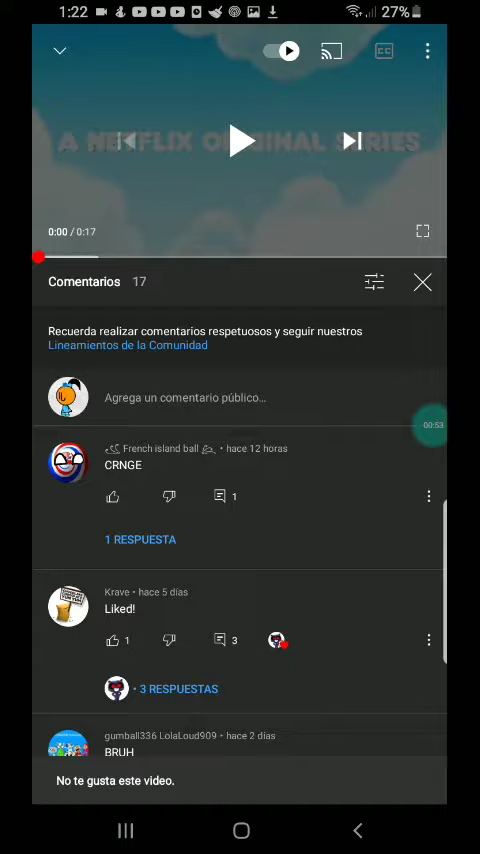 1:22
27%
A NETFLIX ORIGINAL SERIES
0:00 / 0:17
Comentarios 17
Recuerda realizar comentarios respetuosos y seguir nuestros
Lineamientos de la Comunidad
Agrega un comentario público...
00:53
French island ball • hace 12 horas
CRNGE
1
1 RESPUESTA
Krave • hace 5 días
Liked!
1 3
• 3 RESPUESTAS
gumball336 LolaLoud909 • hace 2 días
BRUH
No te gusta este video.